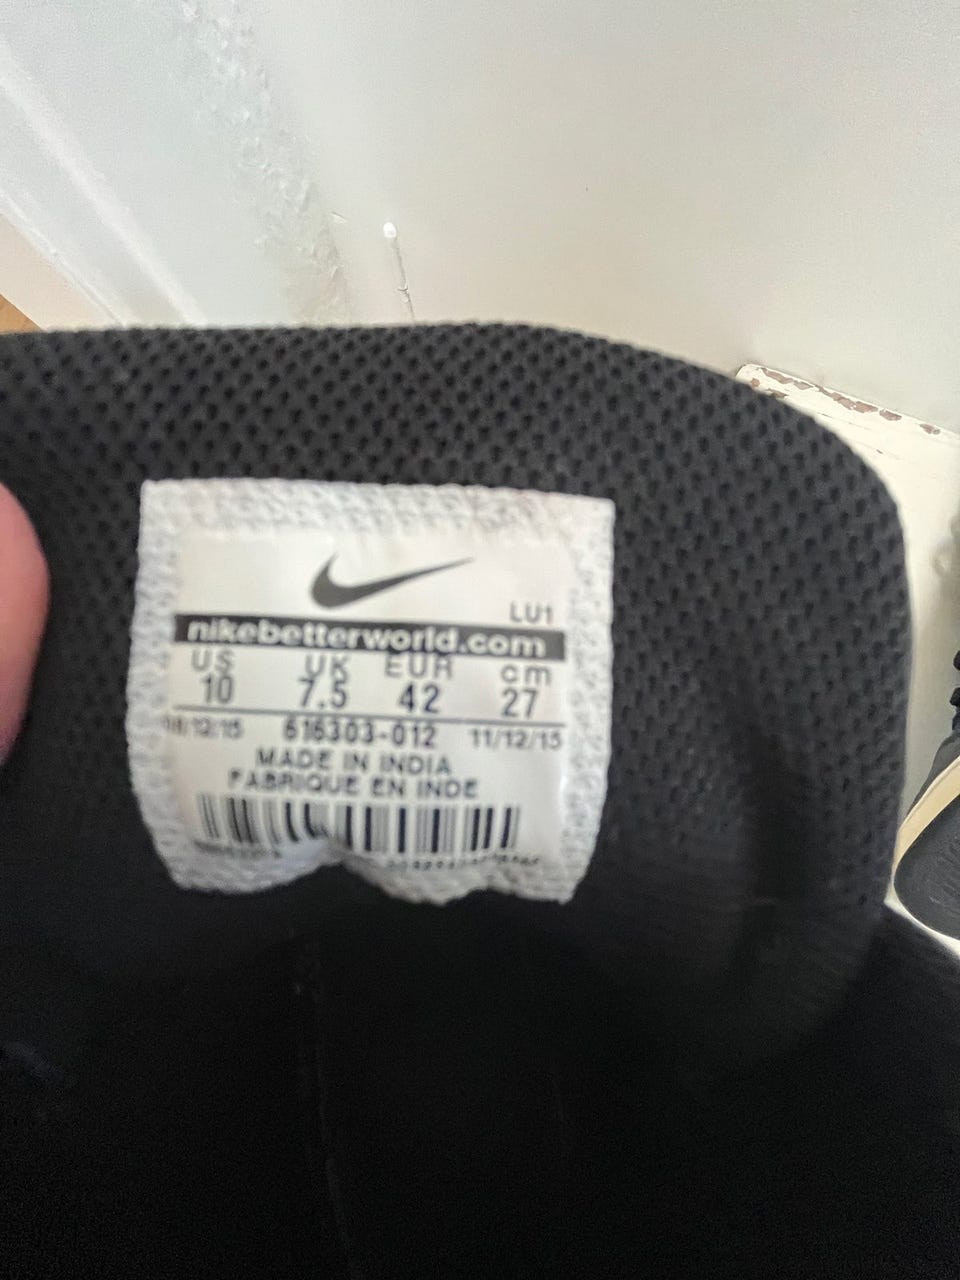 LU1
nikebetterworld.com
US UK EUR cm
10 7.5 42 27
616303-012 11/12/15
MADE IN INDIA
FABRIQUE EN INDE